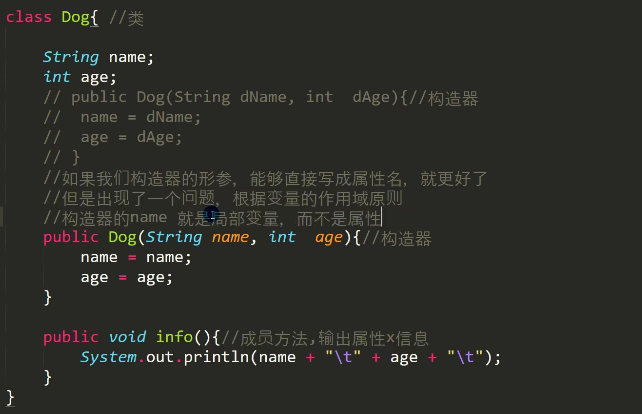 class Dog{ //类
String name;
int age;
// public Dog(String dName, int  dAge){//构造器
//  name = dName;
//  age = dAge;
// }
//如果我们构造器的形参，能够直接写成属性名，就更好了
//但是出现了一个问题，根据变量的作用域原则
//构造器的name 就是局部变量，而不是属性
public Dog(String name, int  age){//构造器
name = name;
age = age;
}
public void info(){//成员方法,输出属性x信息
System.out.println(name + "\t" + age + "\t");
}
}